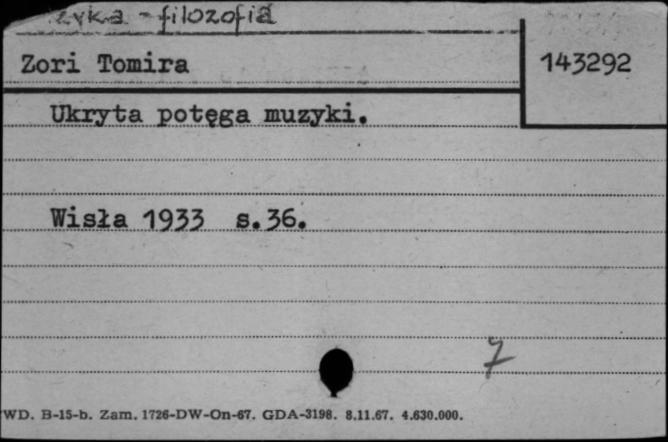 - filozofia
Zori Tomira
143292
Ukryta potęga muzyki.
Wisła 1933 s.36.
7
WD. B-15-b. Zam. 1726-DW-On-67. GDA-3198. 8.11.67. 4.630.000.